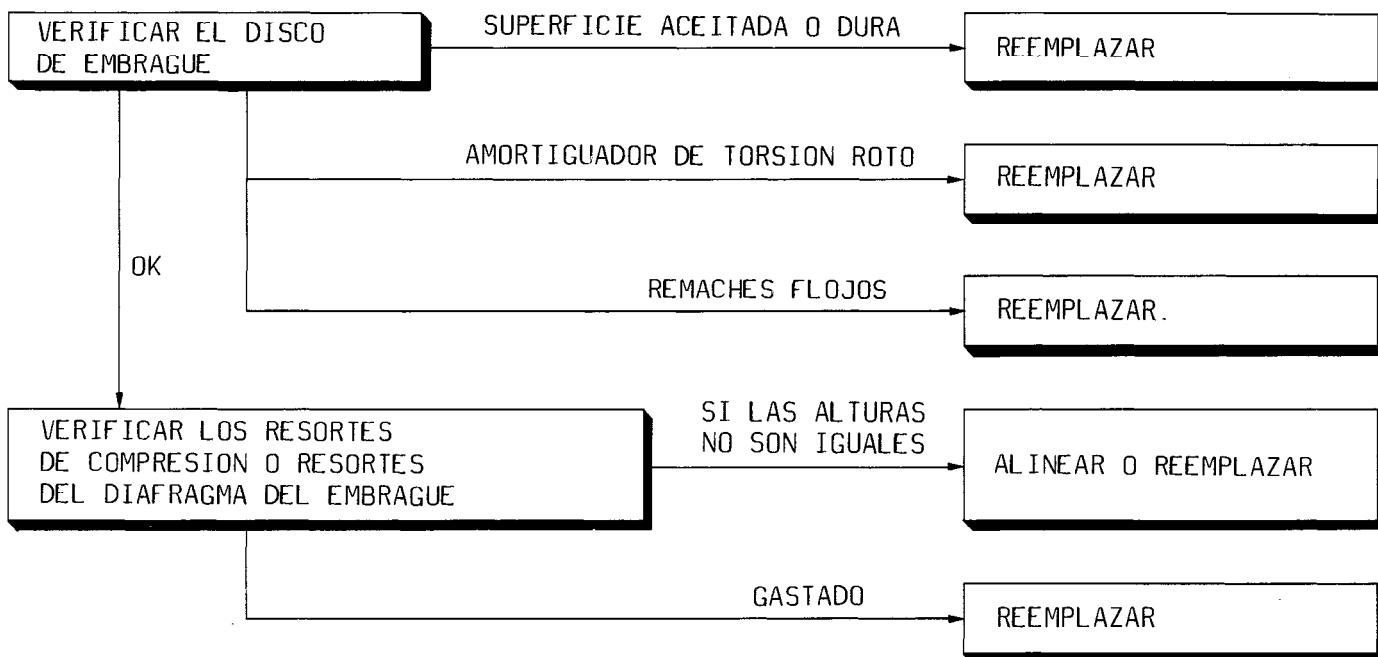 VERIFICAR EL DISCO
DE EMBRAGUE
SUPERFICIE ACEITADA O DURA
REEMPLAZAR
AMORTIGUADOR DE TORSION ROTO
REEMPLAZAR
OK
REMACHES FLOJOS
REEMPLAZAR.
VERIFICAR LOS RESORTES
DE COMPRESION O RESORTES
DEL DIAFRAGMA DEL EMBRAGUE
SI LAS ALTURAS
NO SON IGUALES
ALINEAR O REEMPLAZAR
GASTADO
REEMPLAZAR